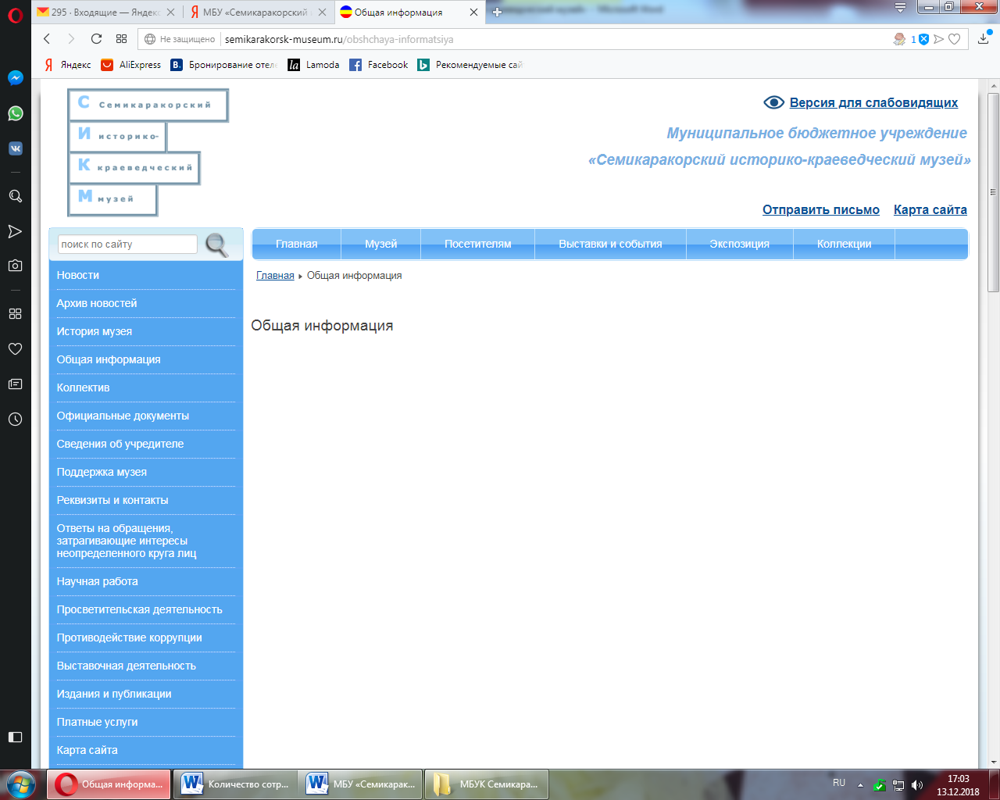 295 · Входящие — Яндекс
МБУ «Семикаракорский
Общая информация
Не защищено
semikarakorsk-museum.ru/obshchaya-informatsiya
1
Яндекс
AliExpress
Бронирование отеле
Lamoda
Facebook
Рекомендуемые сай
С Семикаракорский
И историко-
К краеведческий
М музей
Версия для слабовидящих
Муниципальное бюджетное учреждение
«Семикаракорский историко-краеведческий музей»
Отправить письмо Карта сайта
поиск по сайту
Главная Музей Посетителям Выставки и события Экспозиция Коллекции
Главная Общая информация
Общая информация
Новости
Архив новостей
История музея
Общая информация
Коллектив
Официальные документы
Сведения об учредителе
Поддержка музея
Реквизиты и контакты
Ответы на обращения,
затрагивающие интересы
неопределенного круга лиц
Научная работа
Просветительская деятельность
Противодействие коррупции
Выставочная деятельность
Издания и публикации
Платные услуги
Карта сайта
Общая информа...
Количество сотр...
МБУ «Семикарак...
МБУК Семикара...
RU
17:03
13.12.2018